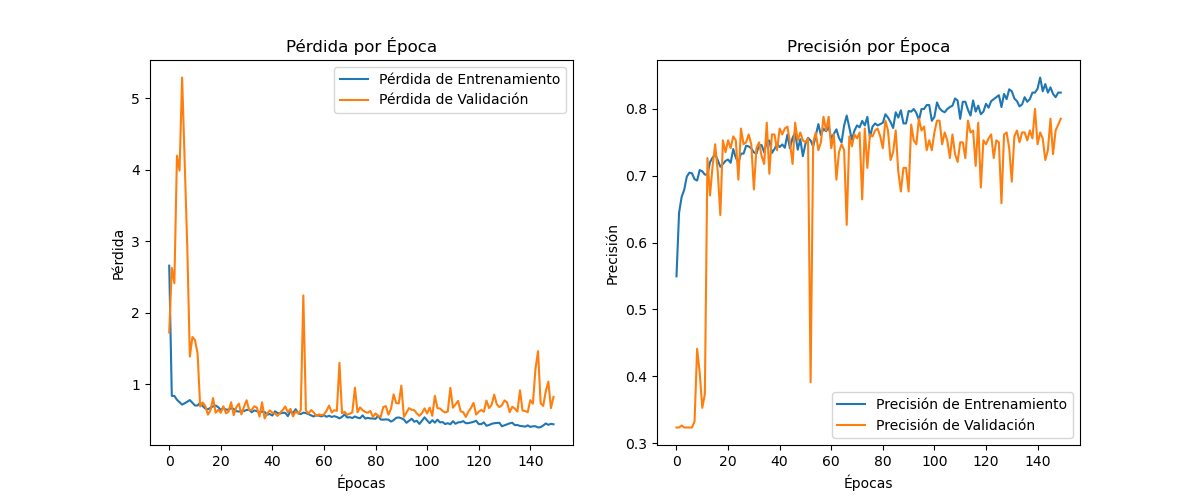 Pérdida por Época
Pérdida de Entrenamiento
Pérdida de Validación
5
4
3
2
1
Pérdida
0
20
40
60
80
100
120
140
Épocas
Precisión por Época
0.8
0.7
0.6
0.5
0.4
0.3
Precisión
Precisión de Entrenamiento
Precisión de Validación
0
20
40
60
80
100
120
140
Épocas